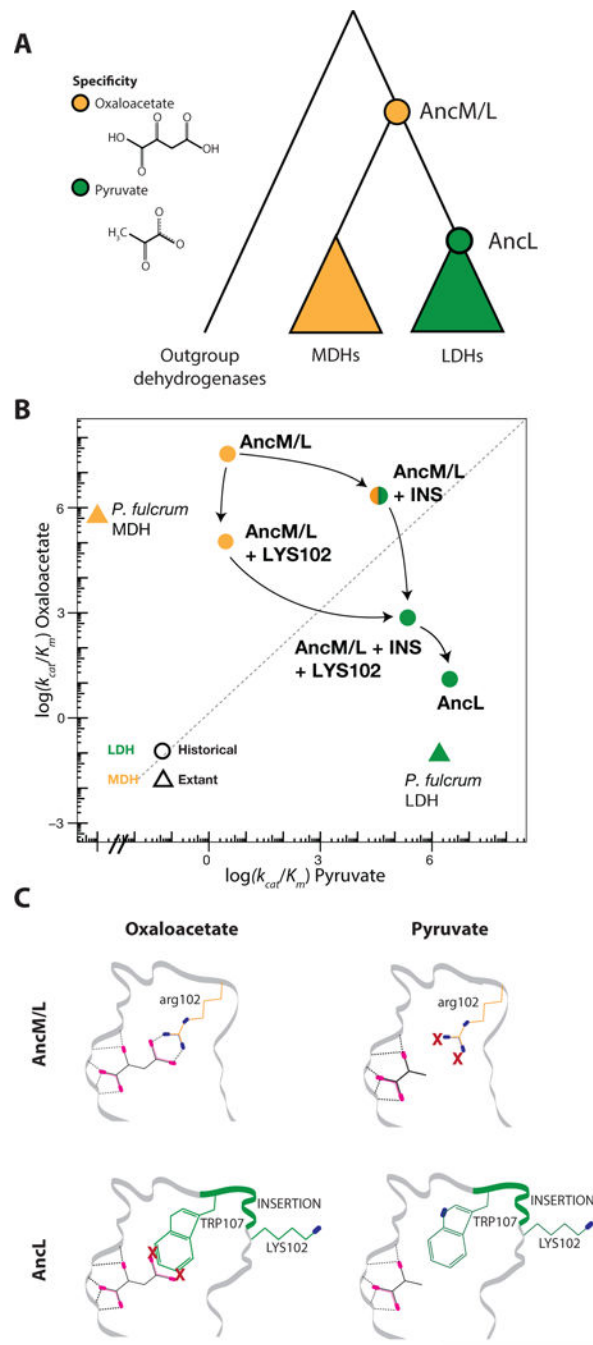 A
Specificity
Oxaloacetate
O
O
HO
OH
O
Pyruvate
O
H₃C
O
O
AncM/L
AncL
Outgroup
dehydrogenases
MDHs
LDHs
B
log(kcat/Km) Oxaloacetate
6
3
0
−3
AncM/L
AncM/L
+ INS
P. fulcrum
MDH
AncM/L
+ LYS102
AncM/L + INS
+ LYS102
AncL
LDH
Historical
MDH
Extant
P. fulcrum
LDH
0
3
6
log(kcat/Km) Pyruvate
C
Oxaloacetate
Pyruvate
AncM/L
arg102
arg102
X
X
AncL
INSERTION
TRP107
LYS102
X
X
INSERTION
TRP107
LYS102